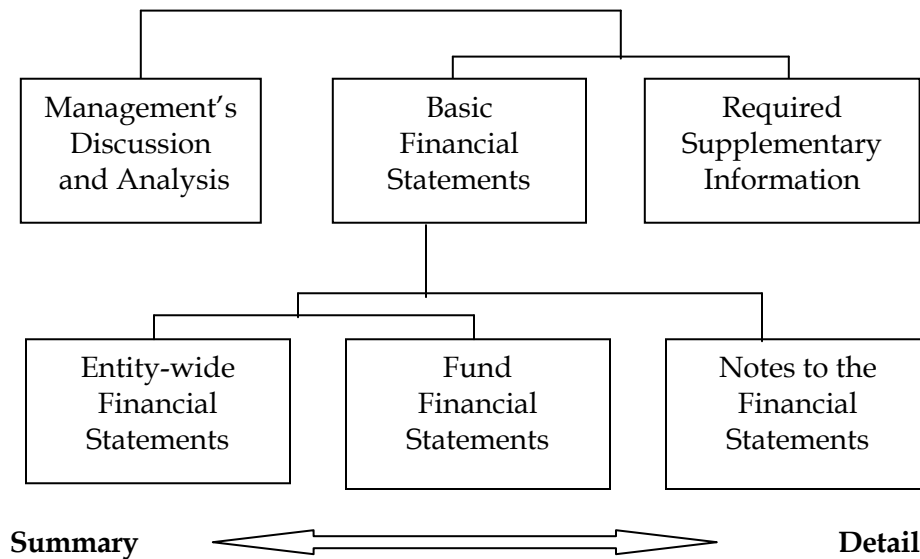 Management’s
Discussion
and Analysis
Basic
Financial
Statements
Required
Supplementary
Information
Entity-wide
Financial
Statements
Fund
Financial
Statements
Notes to the
Financial
Statements
Summary
Detail